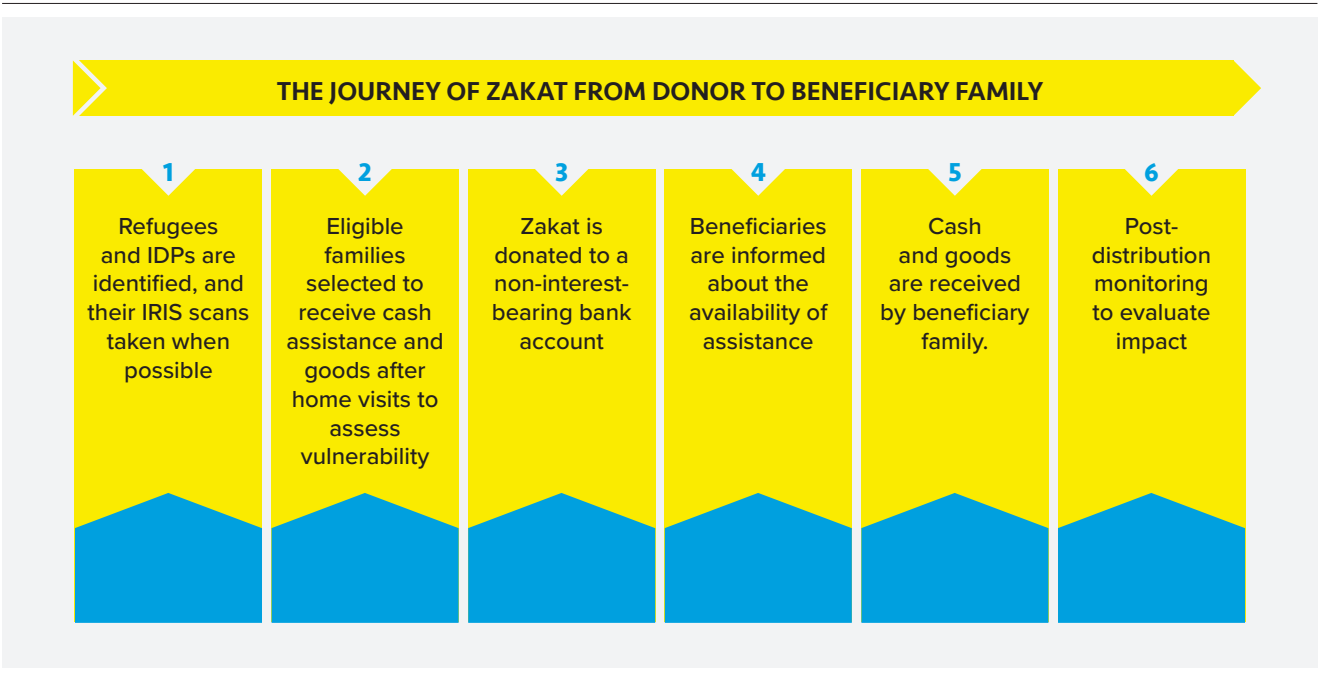 THE JOURNEY OF ZAKAT FROM DONOR TO BENEFICIARY FAMILY
1
Refugees
and IDPs are
identified, and
their IRIS scans
taken when
possible
2
Eligible
families
selected to
receive cash
assistance and
goods after
home visits to
assess
vulnerability
3
Zakat is
donated to a
non-interest-
bearing bank
account
4
Beneficiaries
are informed
about the
availability of
assistance
5
Cash
and goods
are received
by beneficiary
family.
6
Post-
distribution
monitoring
to evaluate
impact